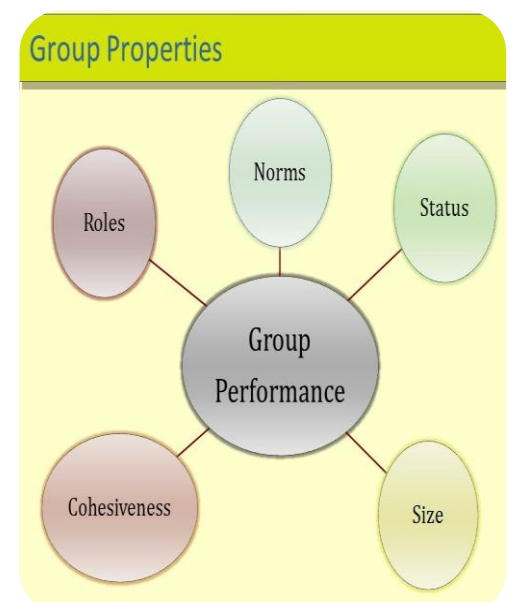 Group Properties
Norms
Roles
Status
Group
Performance
Cohesiveness
Size